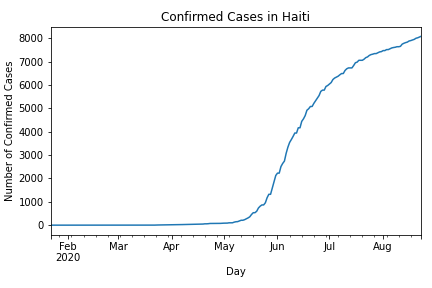 Confirmed Cases in Haiti
Number of Confirmed Cases
8000
7000
6000
5000
4000
3000
2000
1000
0
Feb Mar Apr May Jun Jul Aug
2020
Day